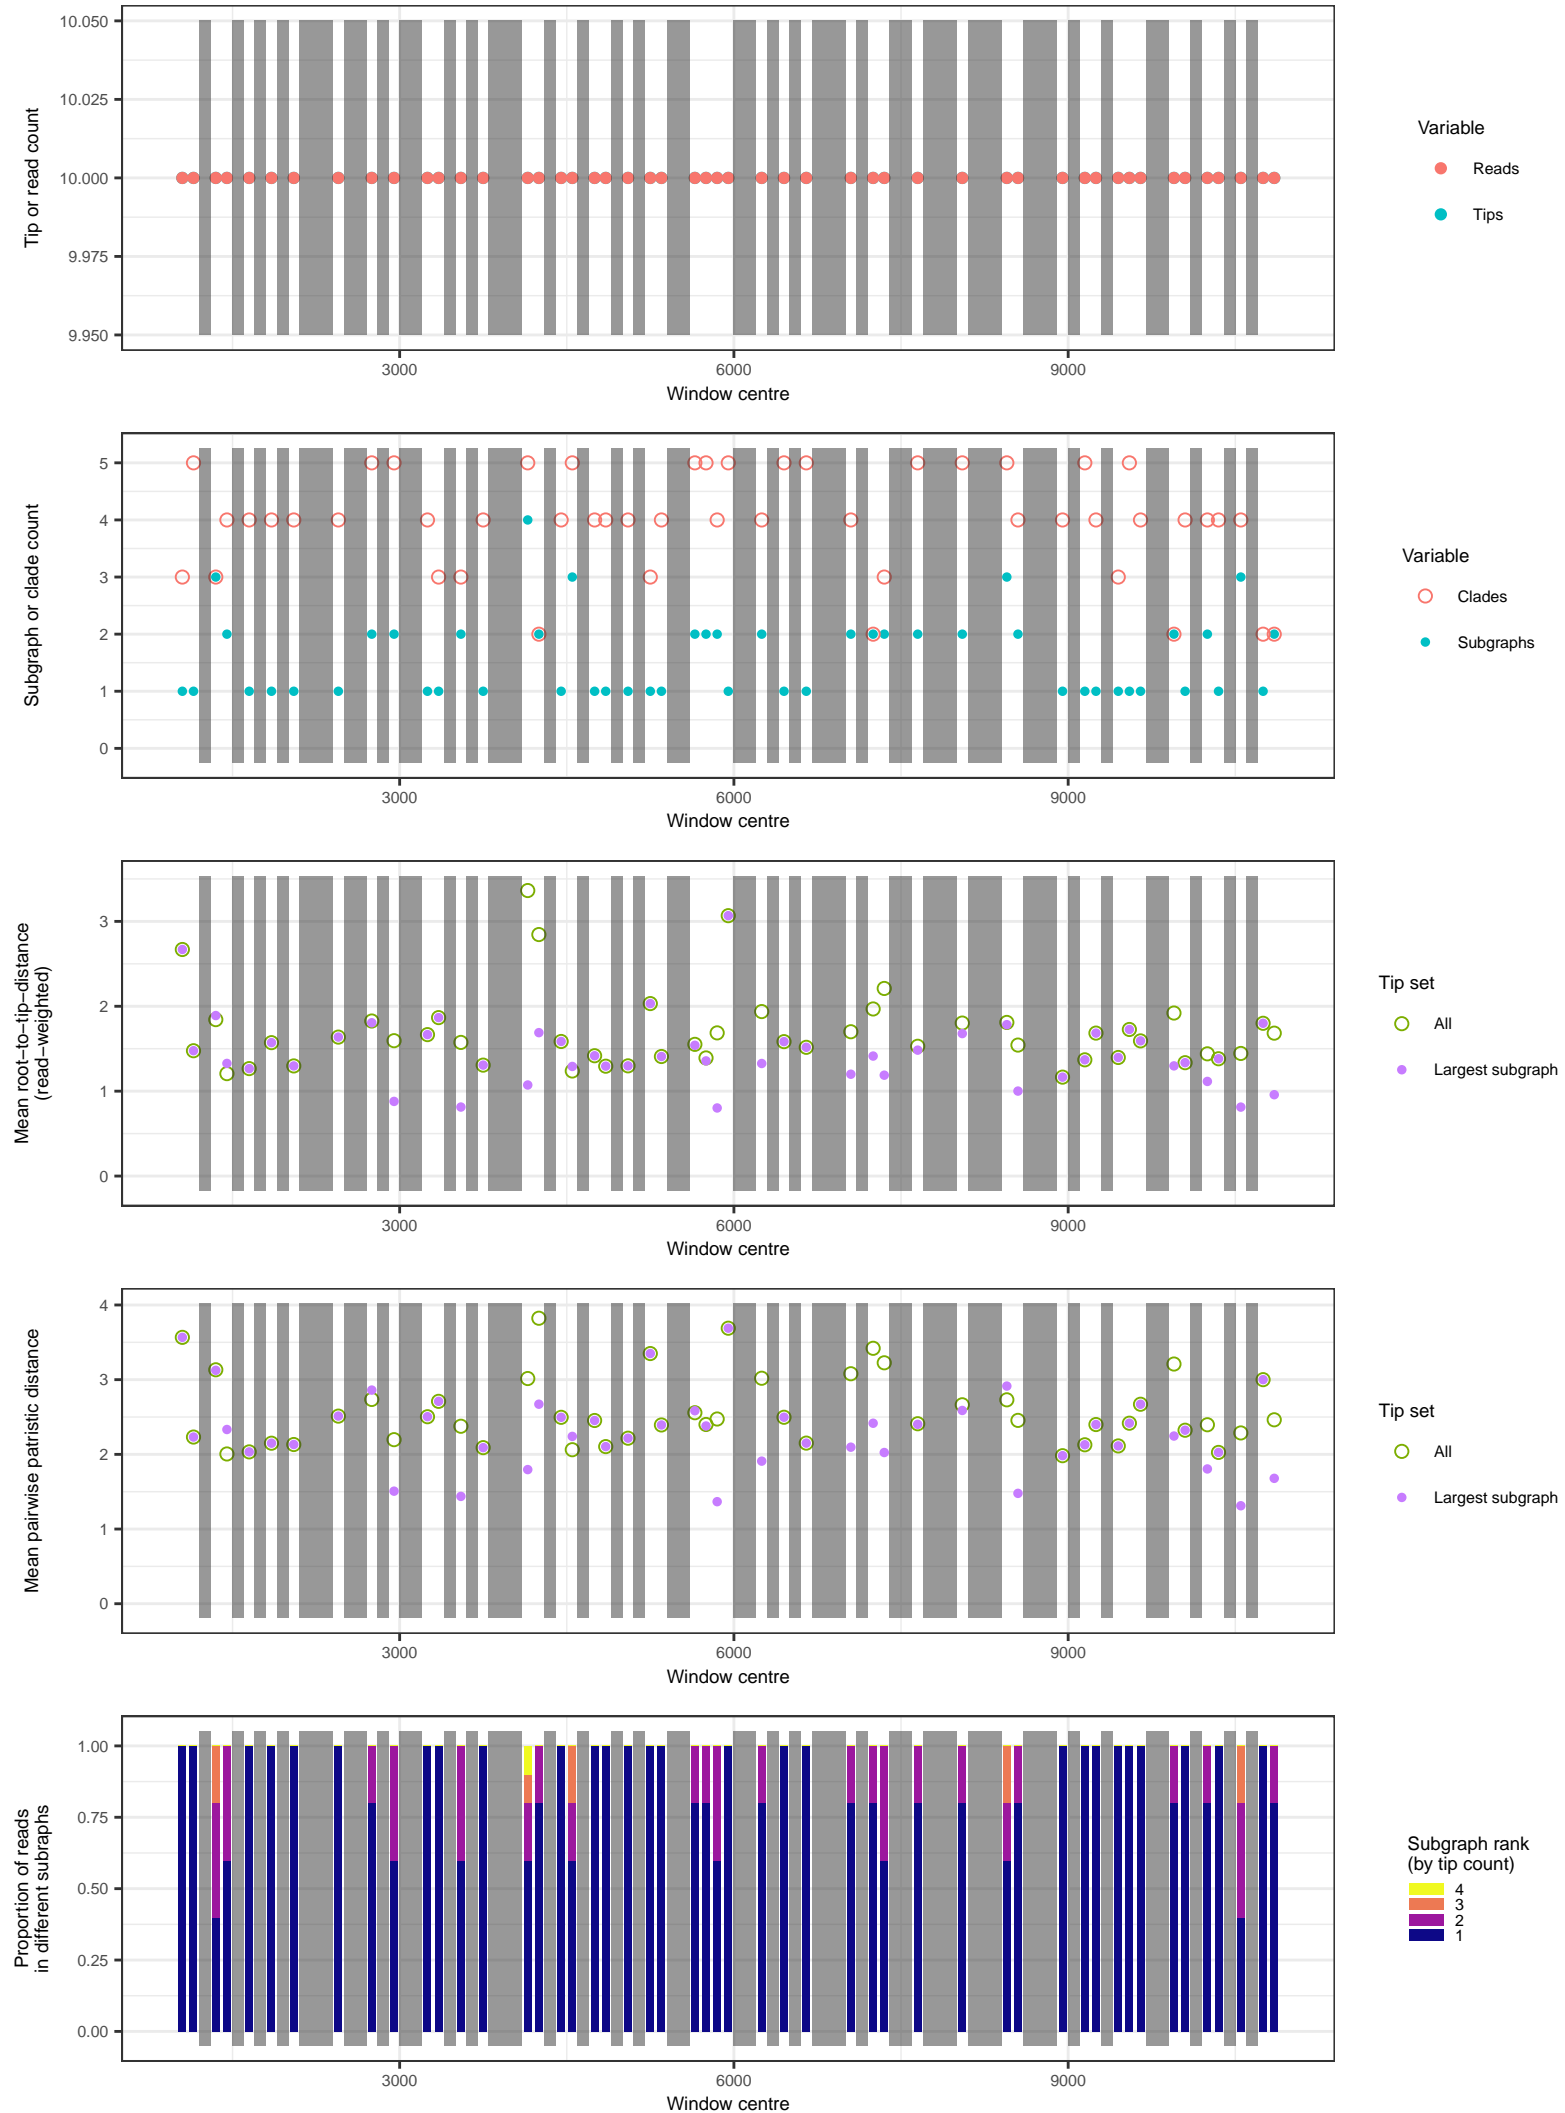 10.050
10.025
10.000
9.975
9.950
Tip or read count
3000 6000 9000
Window centre
Variable
Reads
Tips
5
4
3
2
1
0
Subgraph or clade count
3000 6000 9000
Window centre
Variable
Clades
Subgraphs
3
2
1
0
Mean root−to−tip−distance
(read−weighted)
3000 6000 9000
Window centre
Tip set
All
Largest subgraph
4
3
2
1
0
Mean pairwise patristic distance
3000 6000 9000
Window centre
Tip set
All
Largest subgraph
1.00
0.75
0.50
0.25
0.00
Proportion of reads
in different subraphs
3000 6000 9000
Window centre
Subgraph rank
(by tip count)
4
3
2
1